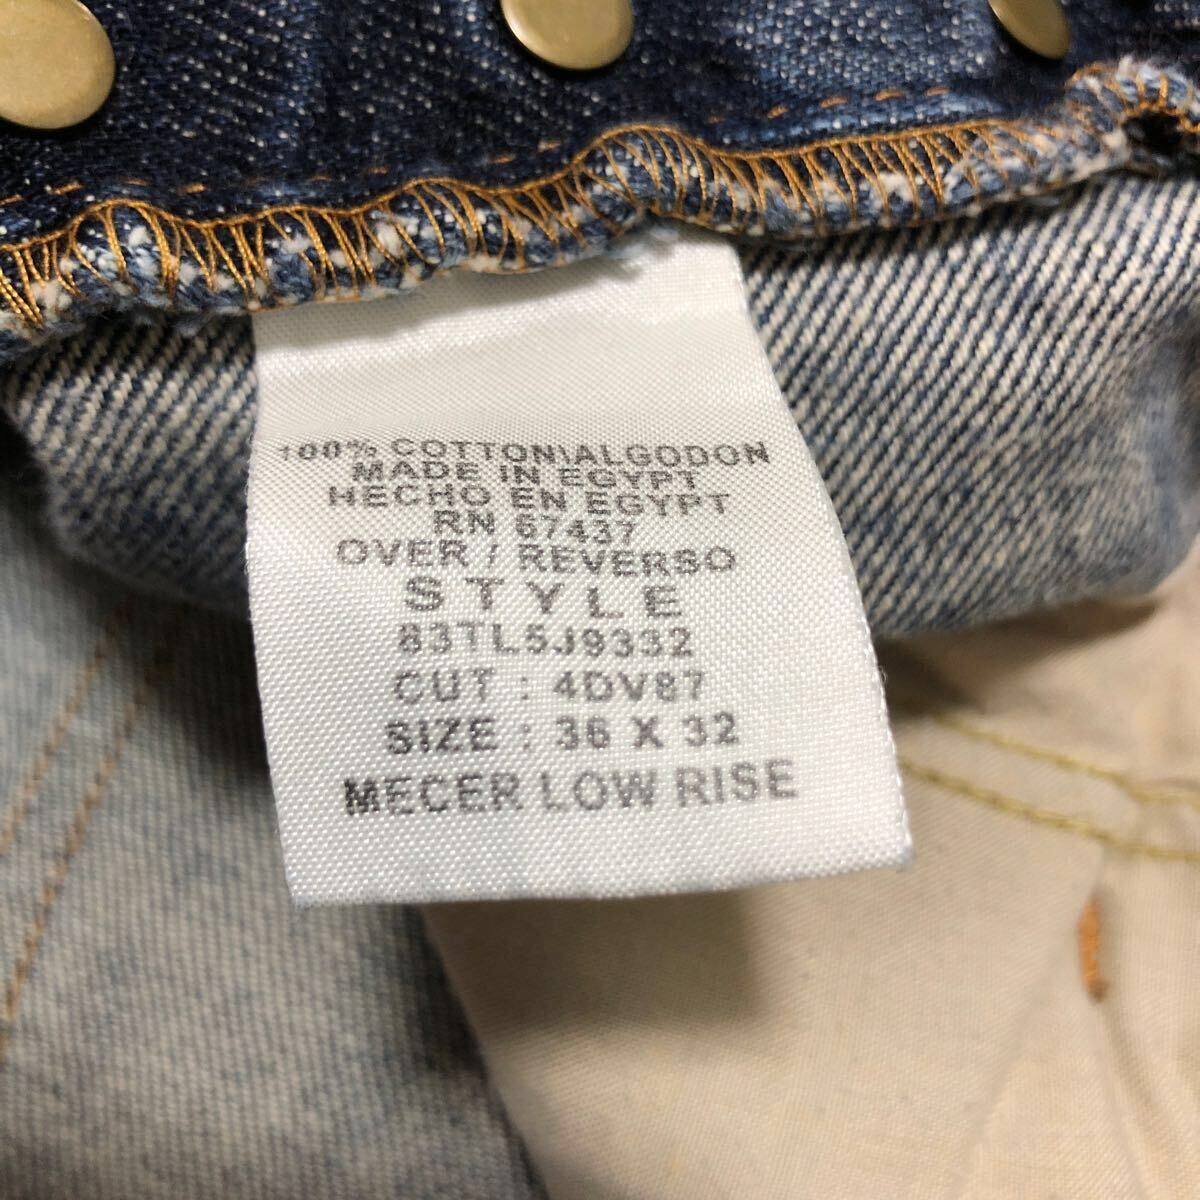 100% COTTON\ALGODON
MADE IN EGYPT
HECHO EN EGYPT
RN 67437
OVER / REVERSO
STYLE
83TL5J9332
CUT : 4DV87
SIZE : 36 X 32
MECER LOW RISE